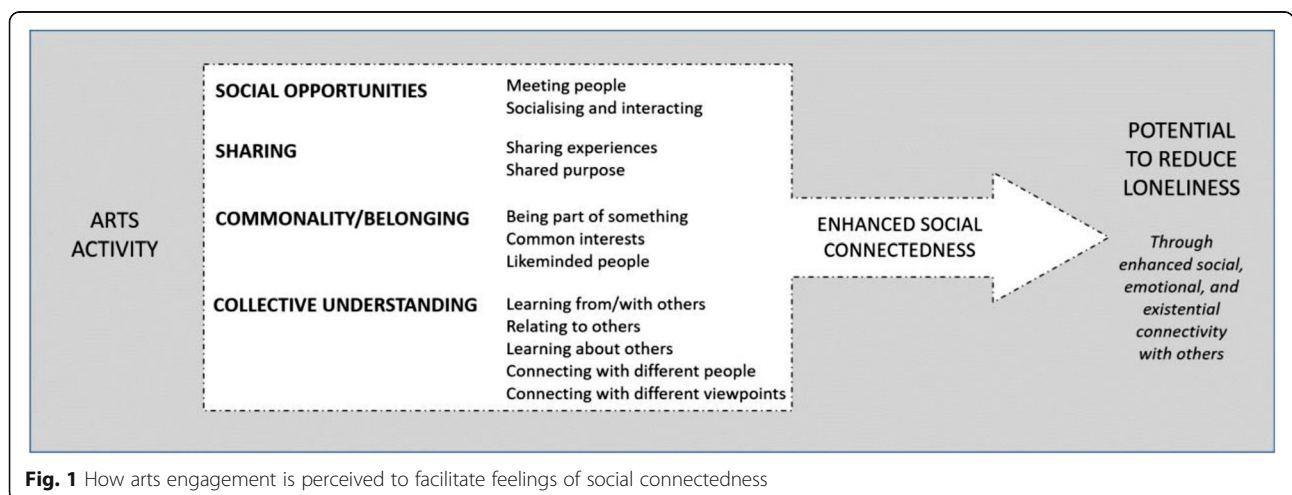 ARTS
ACTIVITY
SOCIAL OPPORTUNITIES
Meeting people
Socialising and interacting
SHARING
Sharing experiences
Shared purpose
COMMONALITY/BELONGING
Being part of something
Common interests
Likeminded people
COLLECTIVE UNDERSTANDING
Learning from/with others
Relating to others
Learning about others
Connecting with different people
Connecting with different viewpoints
ENHANCED SOCIAL
CONNECTEDNESS
POTENTIAL
TO REDUCE
LONELINESS
Through
enhanced social,
emotional, and
existential
connectivity
with others
Fig. 1 How arts engagement is perceived to facilitate feelings of social connectedness